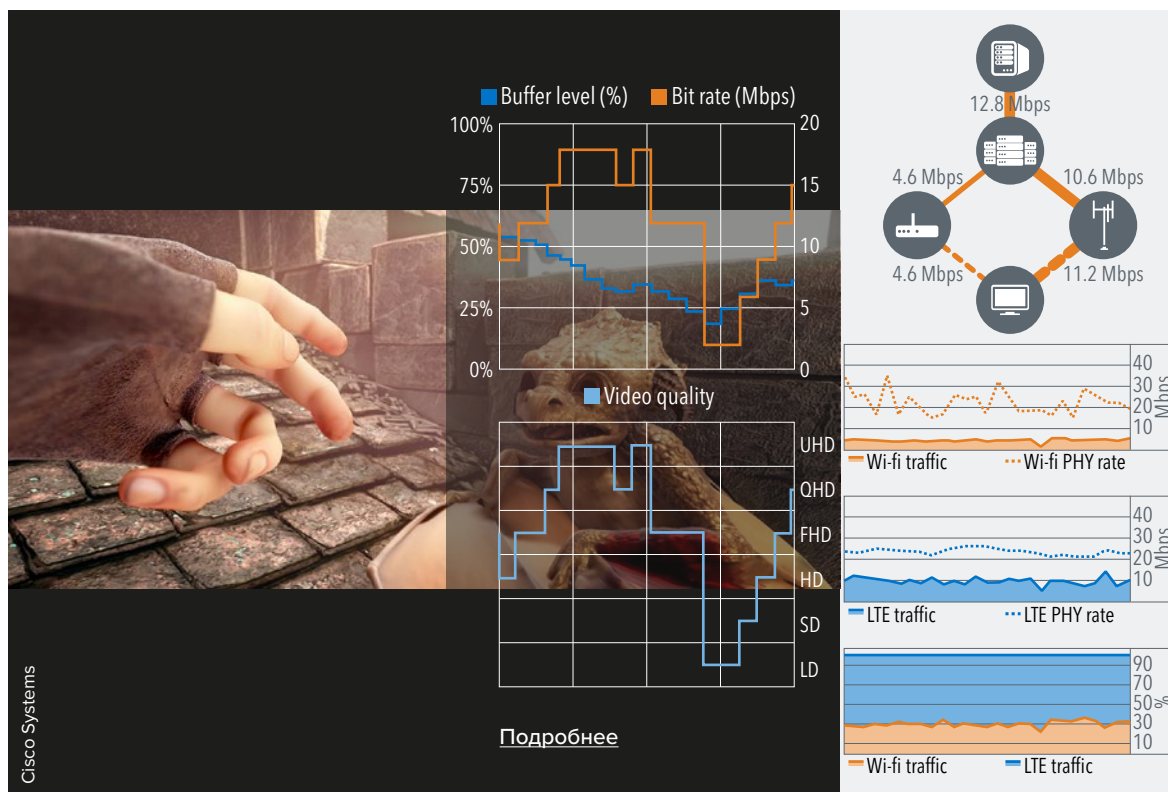 Buffer level (%)
Bit rate (Mbps)
100%
75%
50%
25%
0%
20
15
10
5
0
Video quality
UHD
QHD
FHD
HD
SD
LD
Подробнее
Cisco Systems
12.8 Mbps
4.6 Mbps
10.6 Mbps
4.6 Mbps
11.2 Mbps
40
30
20
10
Mbps
Wi-fi traffic
Wi-fi PHY rate
40
30
20
10
Mbps
LTE traffic
LTE PHY rate
90
70
50
30
10
%
Wi-fi traffic
LTE traffic